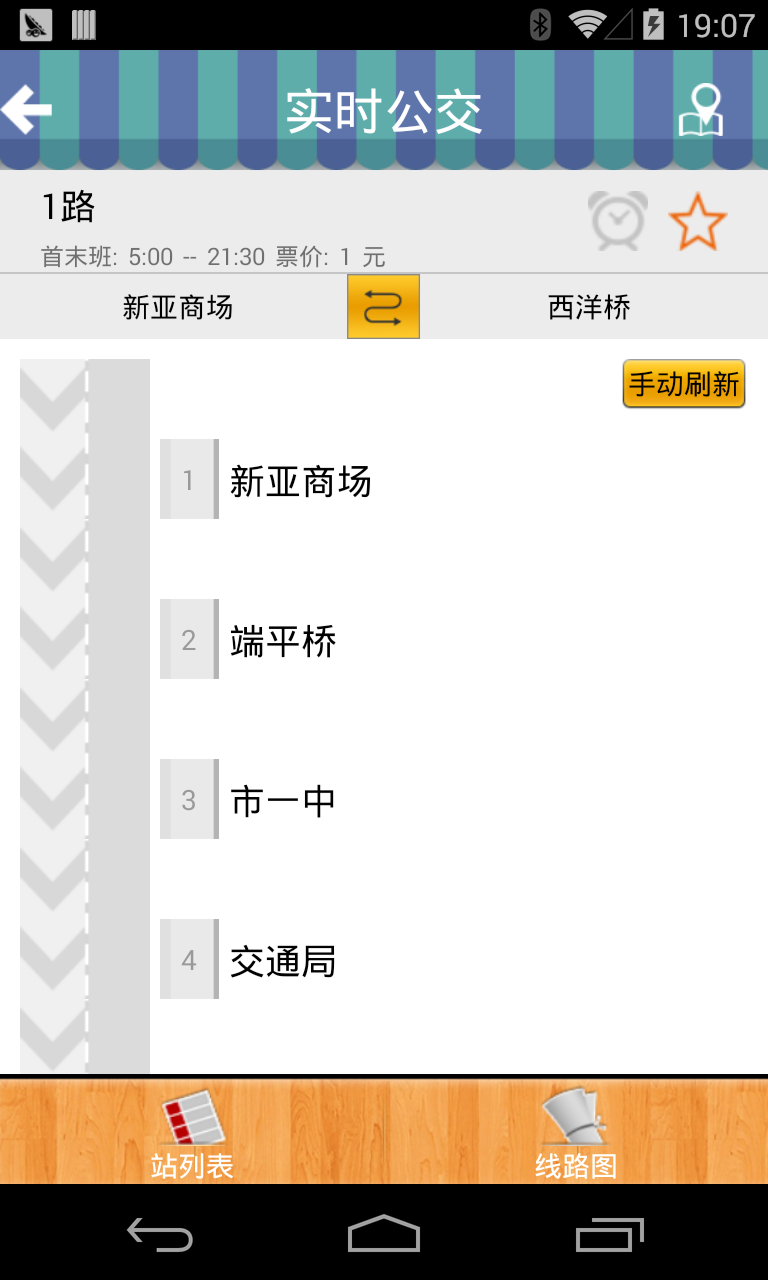 19:07
实时公交
1路
首末班: 5:00 -- 21:30 票价: 1 元
新亚商场
西洋桥
手动刷新
1 新亚商场
2 端平桥
3 市一中
4 交通局
站列表
线路图